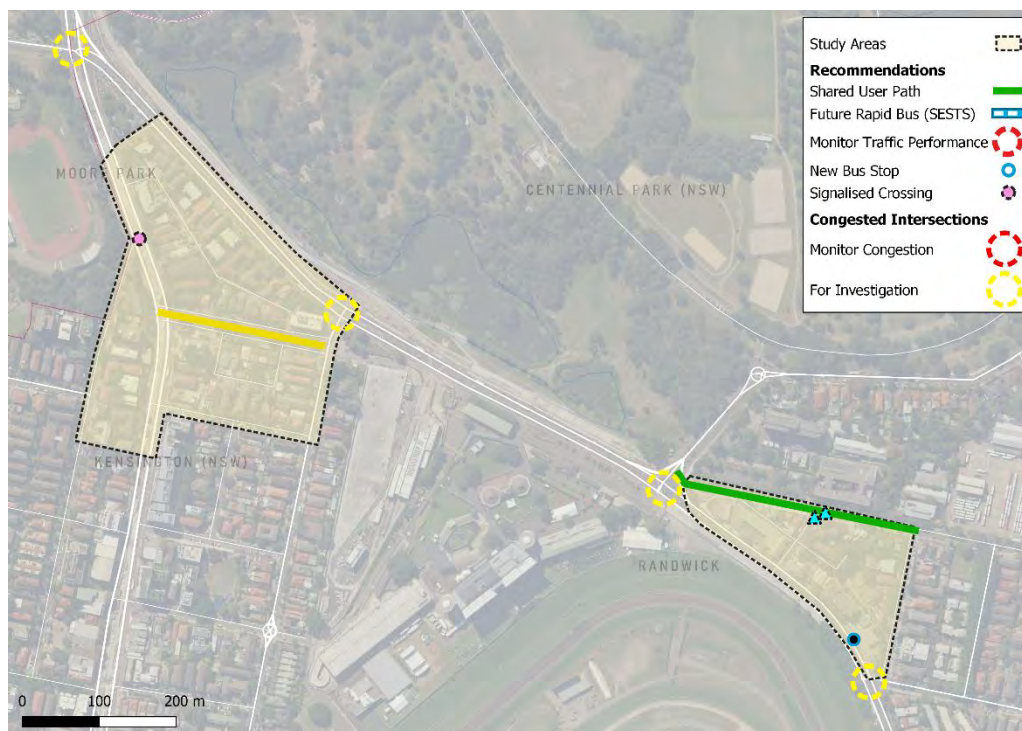 Study Areas
Recommendations
Shared User Path
Future Rapid Bus (SESTS)
Monitor Traffic Performance
New Bus Stop
Signalised Crossing
Congested Intersections
Monitor Congestion
For Investigation
MOORE PARK
CENTENNIAL PARK (NSW)
KENSINGTON (NSW)
RANDWICK
0 100 200 m